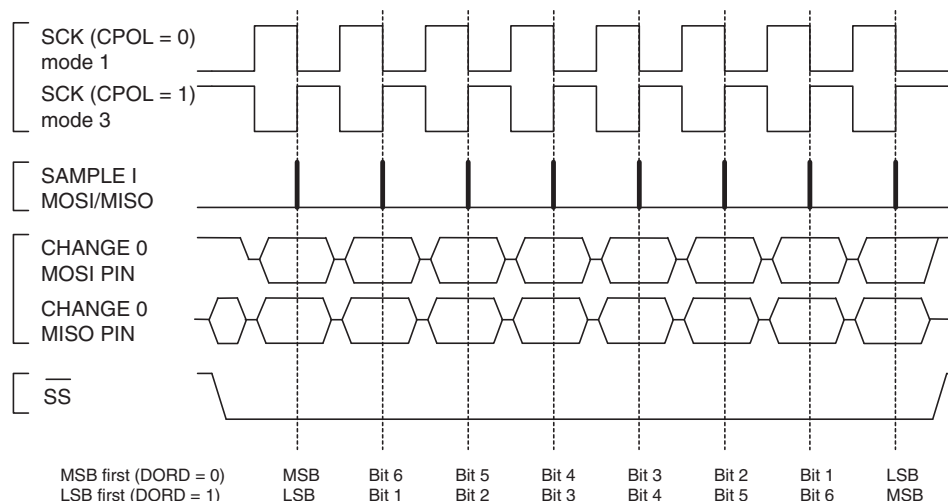 SCK (CPOL = 0)
mode 1
SCK (CPOL = 1)
mode 3
SAMPLE I
MOSI/MISO
CHANGE 0
MOSI PIN
CHANGE 0
MISO PIN
SS
MSB first (DORD = 0) MSB Bit 6 Bit 5 Bit 4 Bit 3 Bit 2 Bit 1 LSB
LSB first (DORD = 1) LSB Bit 1 Bit 2 Bit 3 Bit 4 Bit 5 Bit 6 MSB